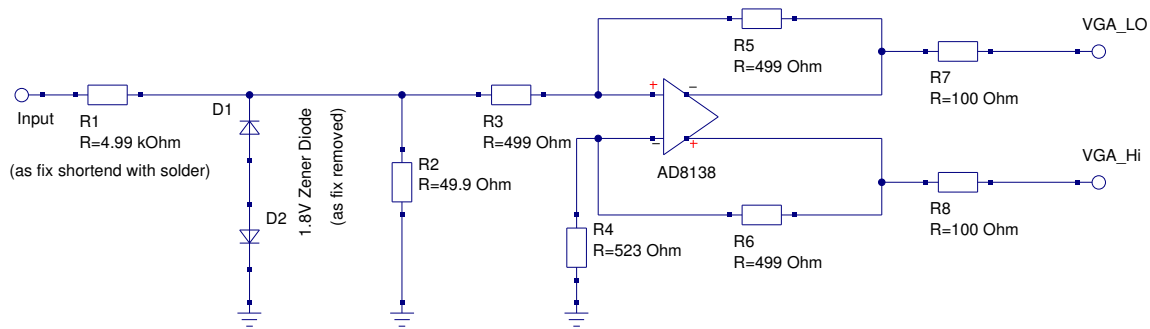 Input
R1
R=4.99 kOhm
(as fix shortend with solder)
D1
D2
1.8V Zener Diode
(as fix removed)
R2
R=49.9 Ohm
R3
R=499 Ohm
R4
R=523 Ohm
+
−
−
+
AD8138
R5
R=499 Ohm
R6
R=499 Ohm
R7
R=100 Ohm
VGA_LO
R8
R=100 Ohm
VGA_Hi